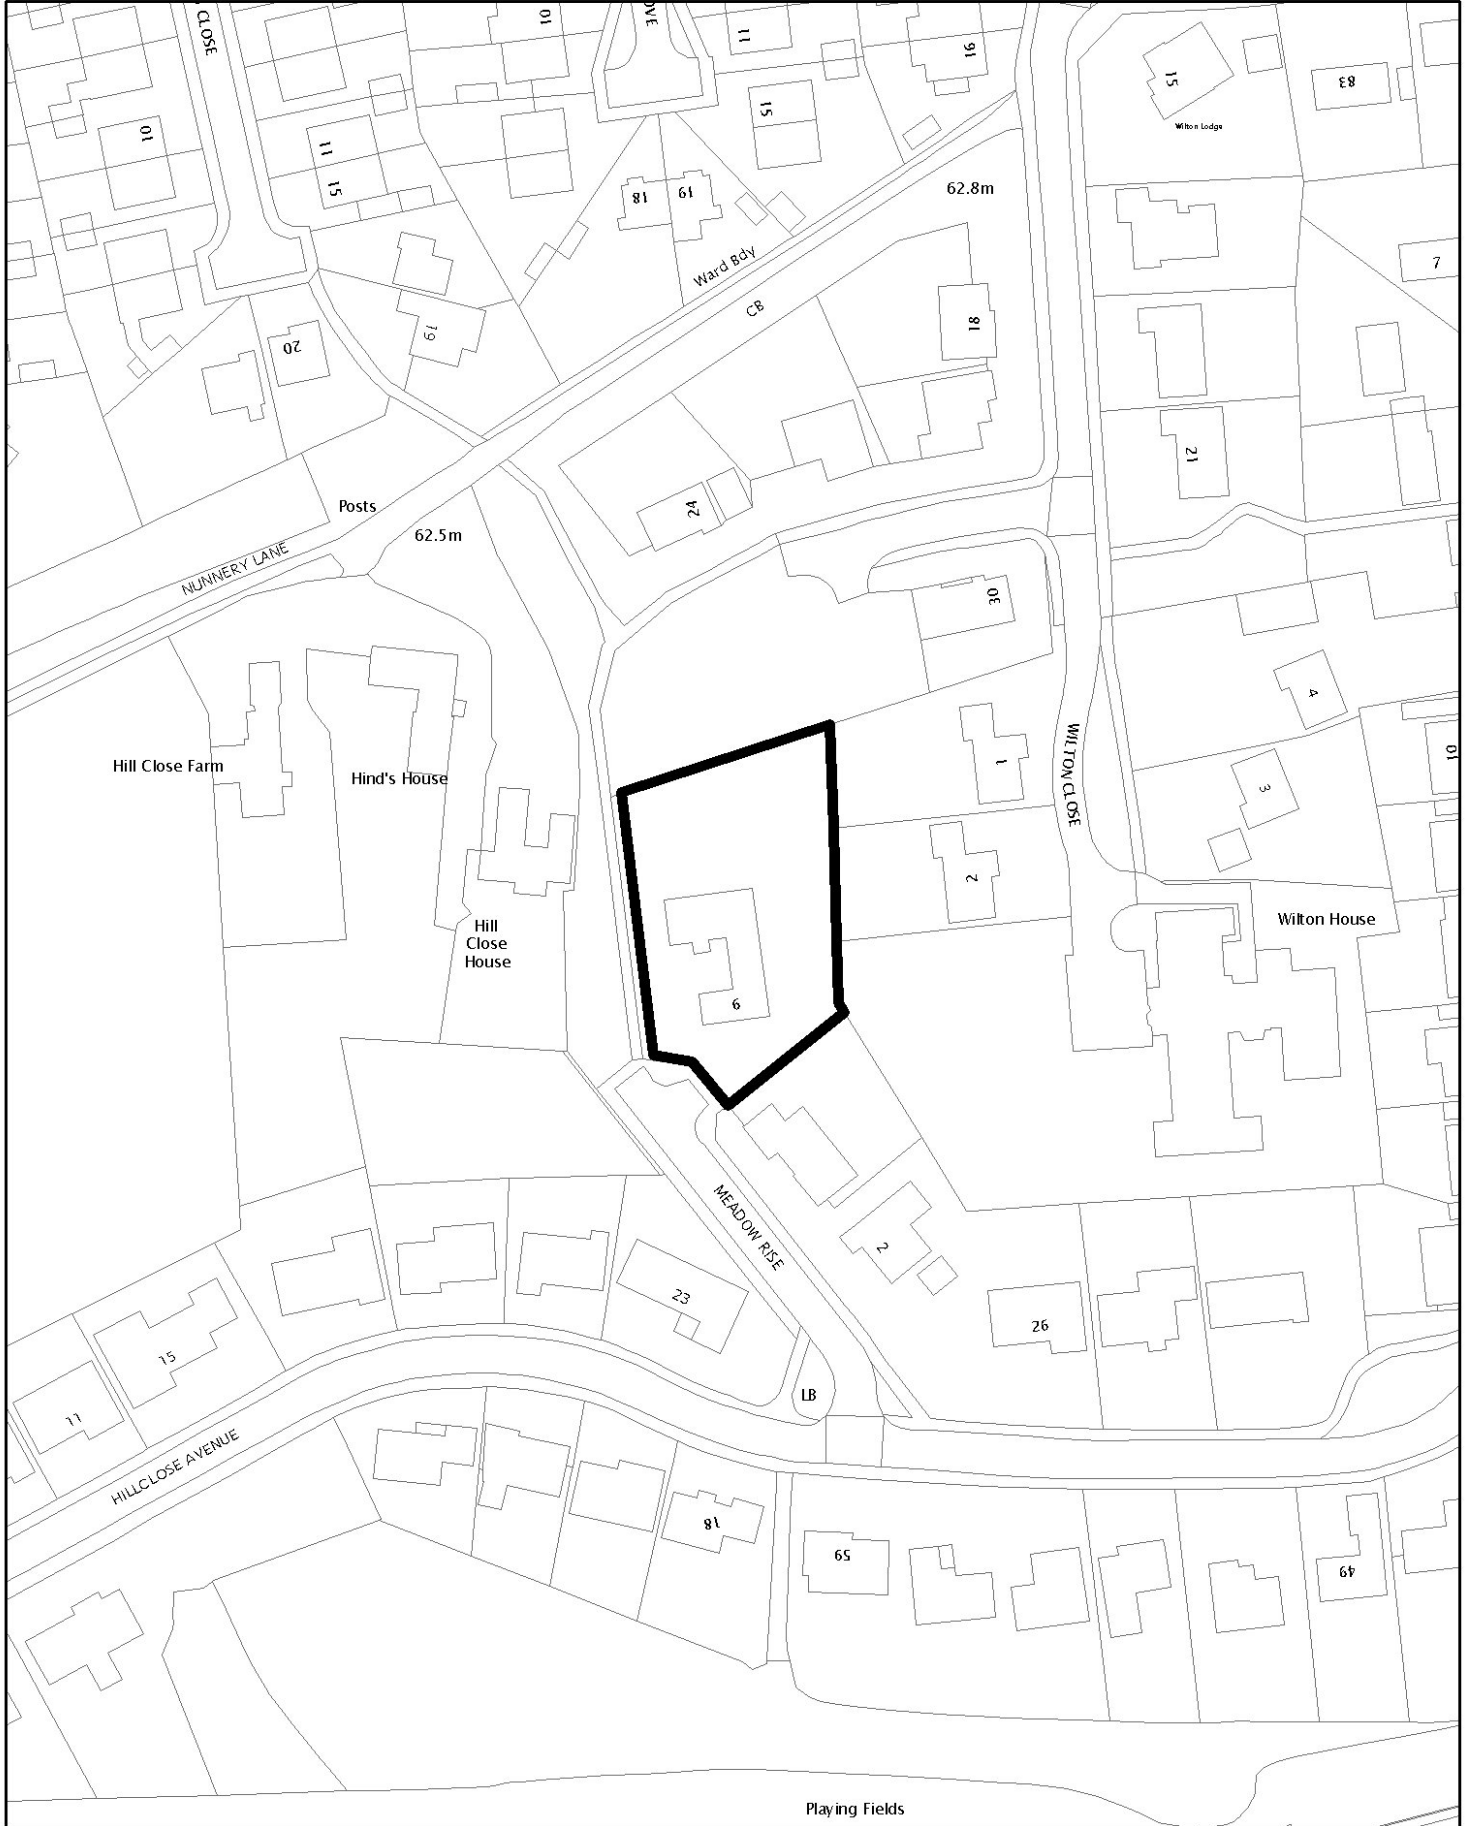 CLOSE
10
OVE
11
16
15
Wilton Lodge
83
10
11
15
15
18
19
62.8m
Ward Bdy
CB
7
20
19
18
21
24
Posts
62.5m
NUNNERY LANE
30
4
Hill Close Farm
Hind's House
1
WILTON CLOSE
3
10
2
Wilton House
Hill
Close
House
6
MEADOW RISE
2
23
26
15
11
LB
HILLCLOSE AVENUE
18
59
49
Playing Fields